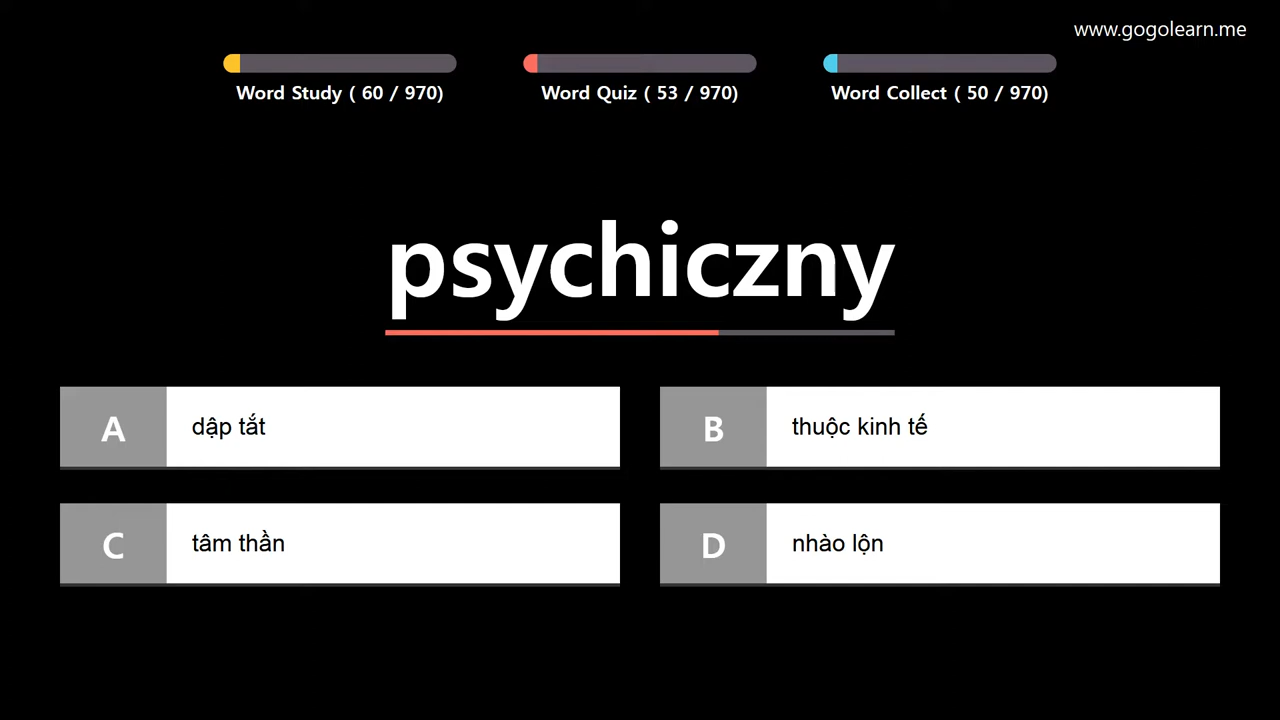 www.gogolearn.me
Word Study ( 60 / 970)
Word Quiz ( 53 / 970)
Word Collect ( 50 / 970)
psychiczny
A dập tắt
B thuộc kinh tế
C tâm thần
D nhào lộn